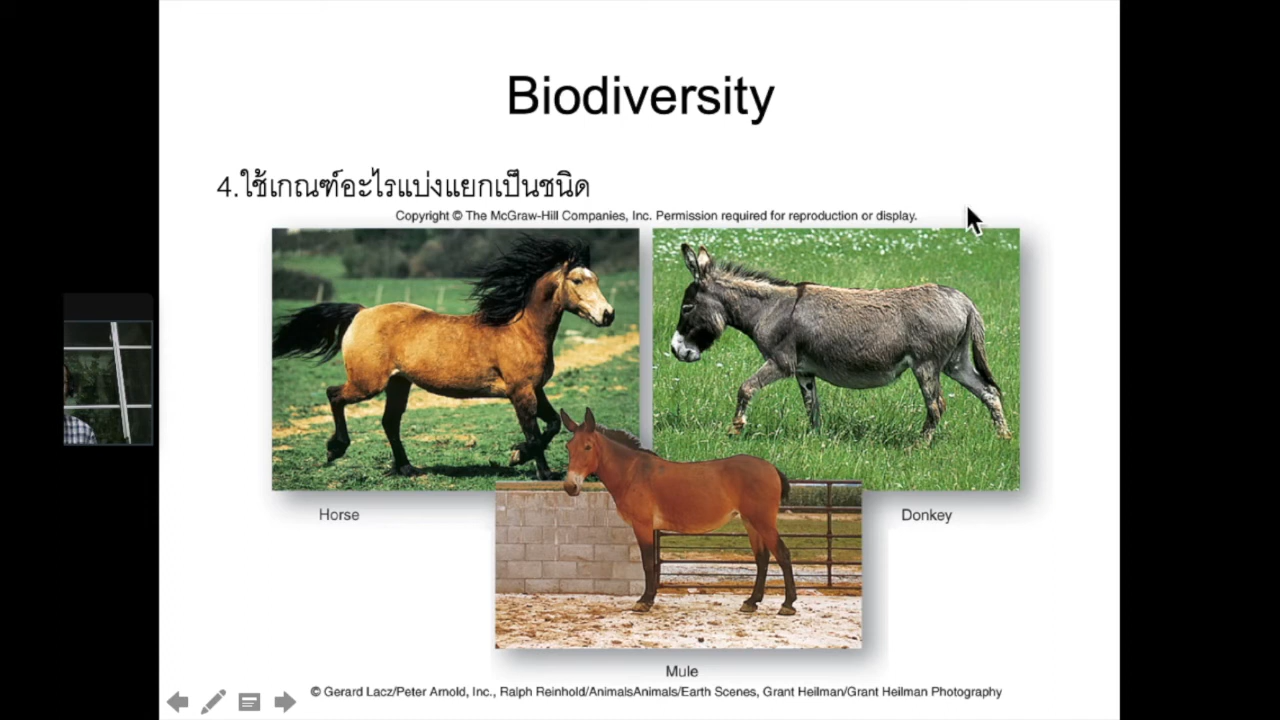 Biodiversity
4.ใช้เกณฑ์อะไรแบ่งแยกเป็นชนิด
Copyright © The McGraw-Hill Companies, Inc. Permission required for reproduction or display.
Horse
Donkey
Mule
© Gerard Lacz/Peter Arnold, Inc., Ralph Reinhold/AnimalsAnimals/Earth Scenes, Grant Heilman/Grant Heilman Photography